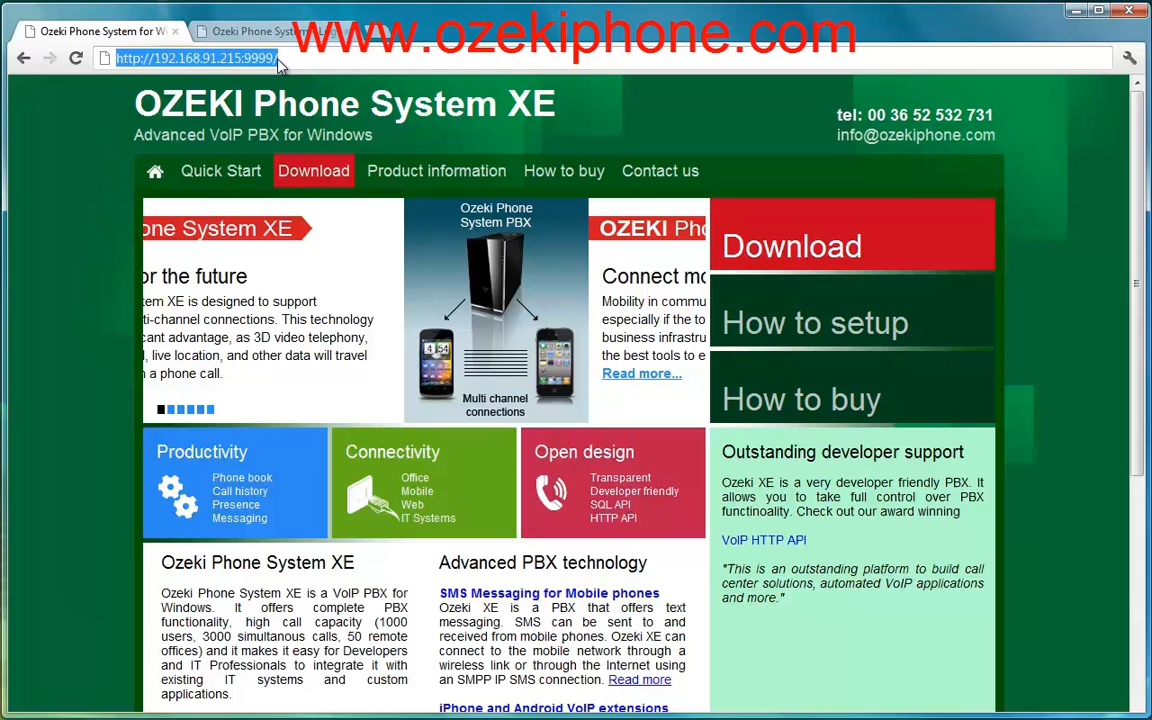 Ozeki Phone System for Wi
Ozeki Phone System
www.ozekiphone.com
http://192.168.91.215:9999/
OZEKI Phone System XE
Advanced VoIP PBX for Windows
tel: 00 36 52 532 731
info@ozekiphone.com
Quick Start
Download
Product information
How to buy
Contact us
one System XE
or the future
tem XE is designed to support
lti-channel connections. This technology
cant advantage, as 3D video telephony,
, live location, and other data will travel
n a phone call.
Ozeki Phone
System PBX
4 54
Multi channel
connections
OZEKI Pho
Connect mo
Mobility in commu
especially if the to
business infrastru
the best tools to e
Read more...
Download
How to setup
How to buy
Productivity
Phone book
Call history
Presence
Messaging
Connectivity
Office
Mobile
Web
IT Systems
Open design
Transparent
Developer friendly
SQL API
HTTP API
Outstanding developer support
Ozeki XE is a very developer friendly PBX. It
allows you to take full control over PBX
functinoality. Check out our award winning
VoIP HTTP API
"This is an outstanding platform to build call
center solutions, automated VoIP applications
and more."
Ozeki Phone System XE
Ozeki Phone System XE is a VoIP PBX for
Windows. It offers complete PBX
functionality, high call capacity (1000
users, 3000 simultanous calls, 50 remote
offices) and it makes it easy for Developers
and IT Professionals to integrate it with
existing IT systems and custom
applications.
Advanced PBX technology
SMS Messaging for Mobile phones
Ozeki XE is a PBX that offers text
messaging. SMS can be sent to and
received from mobile phones. Ozeki XE can
connect to the mobile network through a
wireless link or through the Internet using
an SMPP IP SMS connection. Read more
iPhone and Android VoIP extensions